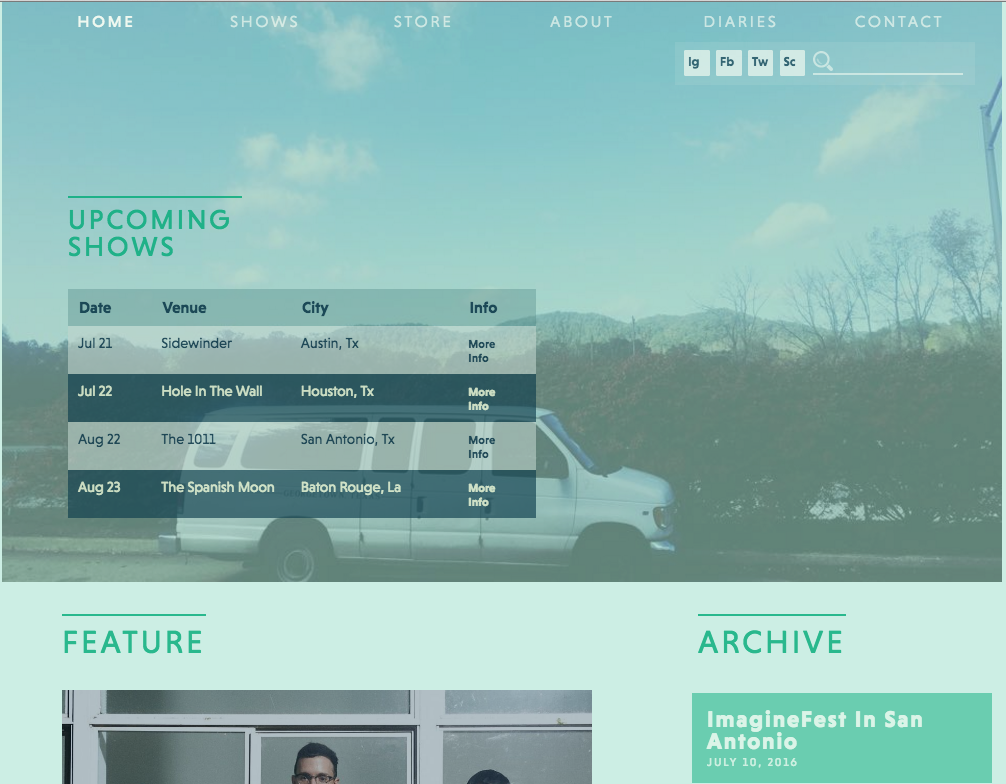 HOME SHOWS STORE ABOUT DIARIES CONTACT
Ig Fb Tw Sc
UPCOMING
SHOWS
Date Venue City Info
Jul 21 Sidewinder Austin, Tx More
Info
Jul 22 Hole In The Wall Houston, Tx More
Info
Aug 22 The 1011 San Antonio, Tx More
Info
Aug 23 The Spanish Moon Baton Rouge, La More
Info
FEATURE
ARCHIVE
ImagineFest In San
Antonio
JULY 10, 2016